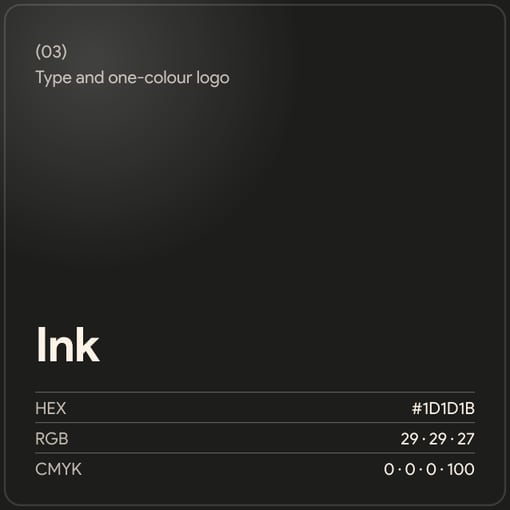 (03)
Type and one-colour logo
Ink
HEX #1D1D1B
RGB 29 · 29 · 27
CMYK 0 · 0 · 0 · 100